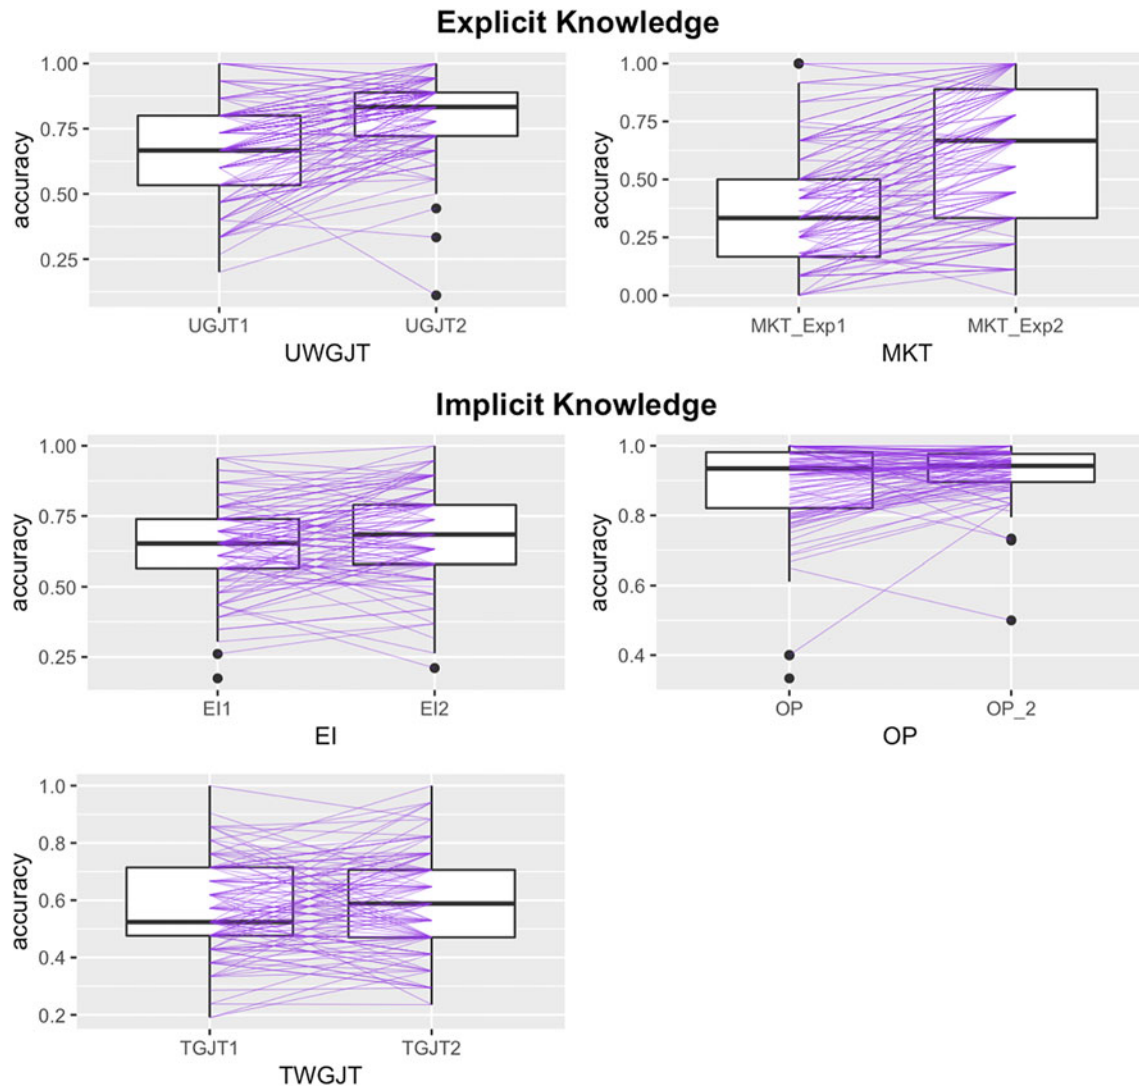 Explicit Knowledge
1.00
0.75
0.50
0.25
accuracy
UGJT1 UGJT2
UWGJT
1.00
0.75
0.50
0.25
0.00
accuracy
MKT_Exp1 MKT_Exp2
MKT
Implicit Knowledge
1.00
0.75
0.50
0.25
accuracy
EI1 EI2
EI
1.0
0.8
0.6
0.4
accuracy
OP OP_2
OP
1.0
0.8
0.6
0.4
0.2
accuracy
TGJT1 TGJT2
TWGJT